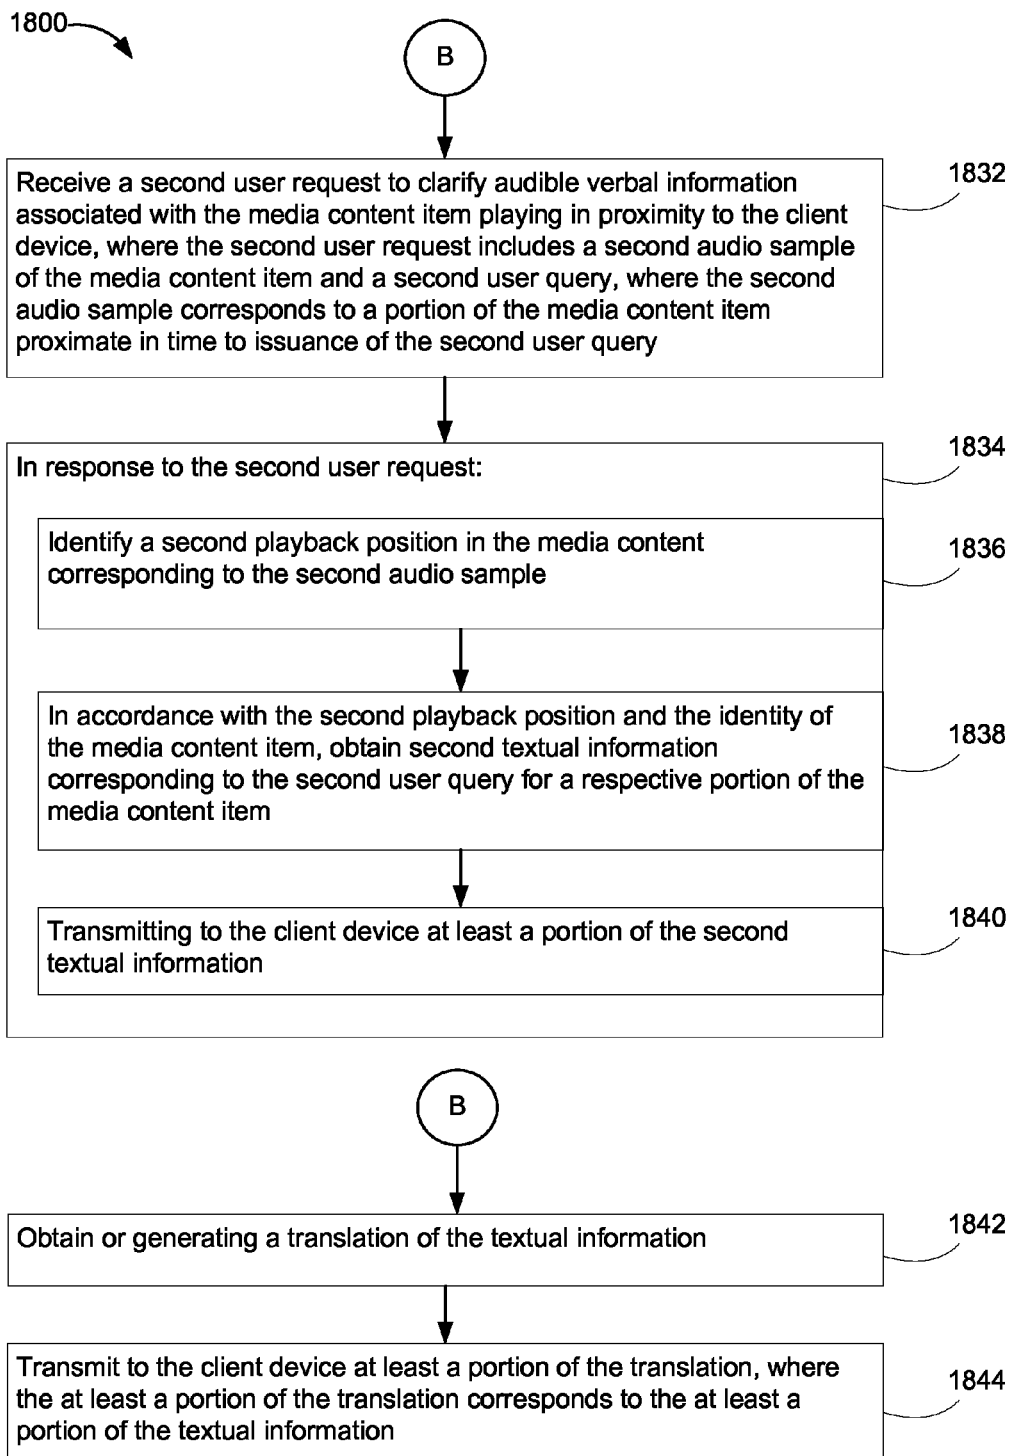 1800
B
Receive a second user request to clarify audible verbal information
associated with the media content item playing in proximity to the client
device, where the second user request includes a second audio sample
of the media content item and a second user query, where the second
audio sample corresponds to a portion of the media content item
proximate in time to issuance of the second user query
1832
In response to the second user request:
1834
Identify a second playback position in the media content
corresponding to the second audio sample
1836
In accordance with the second playback position and the identity of
the media content item, obtain second textual information
corresponding to the second user query for a respective portion of the
media content item
1838
Transmitting to the client device at least a portion of the second
textual information
1840
B
Obtain or generating a translation of the textual information
1842
Transmit to the client device at least a portion of the translation, where
the at least a portion of the translation corresponds to the at least a
portion of the textual information
1844